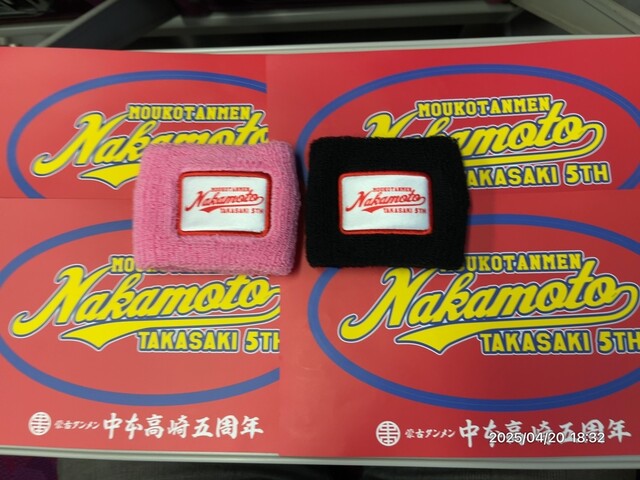 MOUKOTANMEN
Nakamoto
MOUKOTANMEN
Nakamoto
TAKASAKI 5TH
MOUKOTANMEN
Nakamoto
TAKASAKI 5TH
MOUKOTANMEN
Nakamoto
TAKASAKI 5TH
MOUKOTANMEN
Nakamoto
TAKASAKI 5TH
蒙古タンメン 中本高崎五周年
MOUKOTANMEN
Nakamoto
TAKASAKI 5TH
蒙古タンメン 中本高崎五周年
2025/04/20 18:32